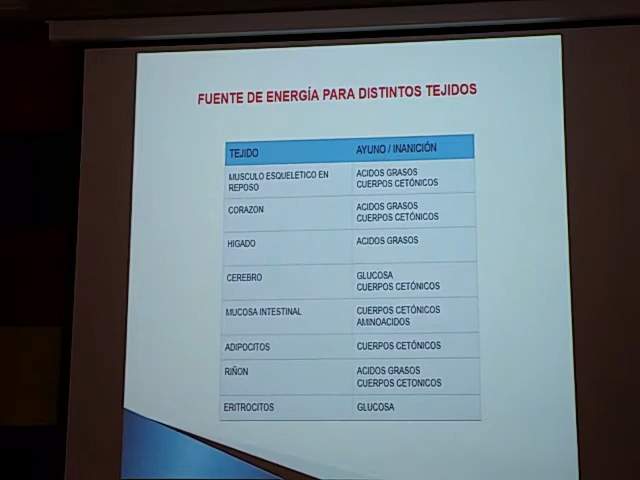 FUENTE DE ENERGÍA PARA DISTINTOS TEJIDOS
TEJIDO AYUNO / INANICIÓN
MUSCULO ESQUELETICO EN REPOSO ACIDOS GRASOS
CUERPOS CETÓNICOS
CORAZON ACIDOS GRASOS
CUERPOS CETÓNICOS
HIGADO ACIDOS GRASOS
CEREBRO GLUCOSA
CUERPOS CETÓNICOS
MUCOSA INTESTINAL CUERPOS CETÓNICOS
AMINOACIDOS
ADIPOCITOS CUERPOS CETÓNICOS
RIÑON ACIDOS GRASOS
CUERPOS CETONICOS
ERITROCITOS GLUCOSA